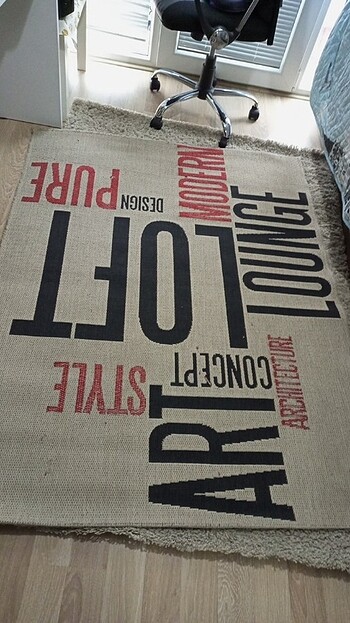 STYLE
CONCEPT
ARCHITECTURE
ART
LOFT
LOUNGE
PURE
DESIGN
MODERN